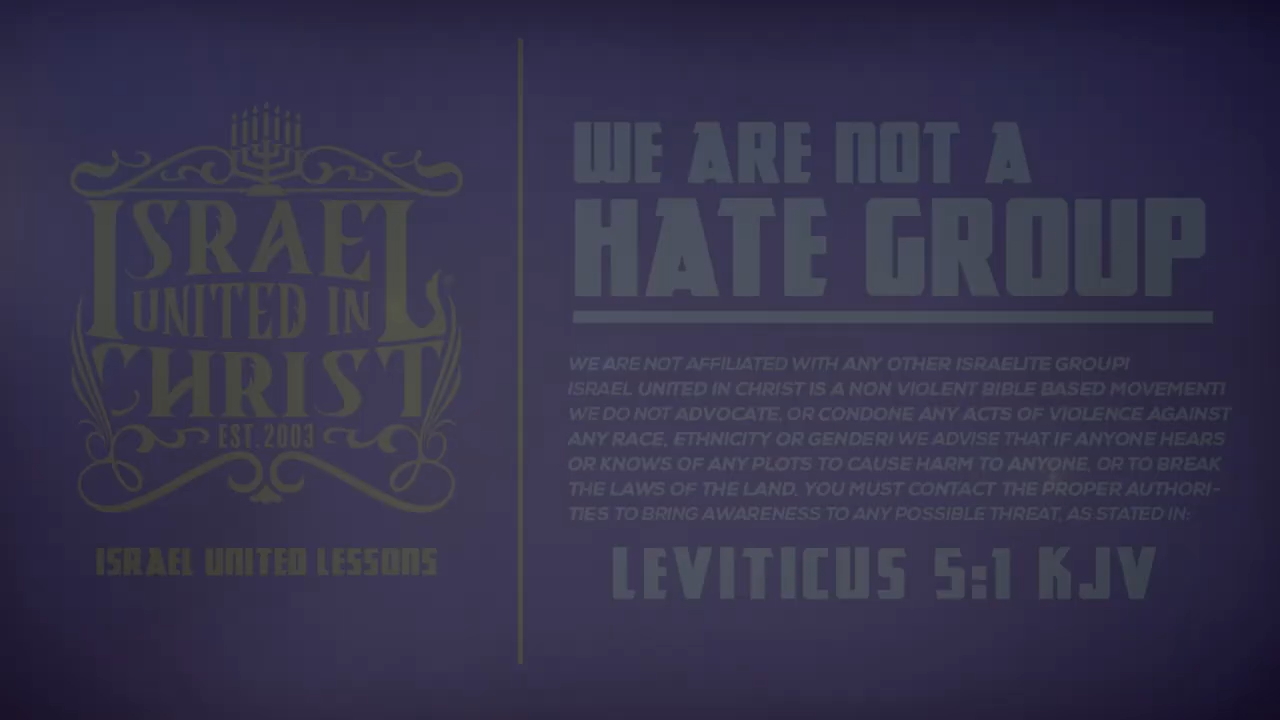 ISRAEL
UNITED IN
CHRIST
EST. 2003
ISRAEL UNITED LESSONS
WE ARE NOT A
HATE GROUP
WE ARE NOT AFFILIATED WITH ANY OTHER ISRAELITE GROUP!
ISRAEL UNITED IN CHRIST IS A NON VIOLENT BIBLE BASED MOVEMENT!
WE DO NOT ADVOCATE, OR CONDONE ANY ACTS OF VIOLENCE AGAINST
ANY RACE, ETHNICITY OR GENDER! WE ADVISE THAT IF ANYONE HEARS
OR KNOWS OF ANY PLOTS TO CAUSE HARM TO ANYONE, OR TO BREAK
THE LAWS OF THE LAND, YOU MUST CONTACT THE PROPER AUTHORI-
TIES TO BRING AWARENESS TO ANY POSSIBLE THREAT, AS STATED IN:
LEVITICUS 5:1 KJV